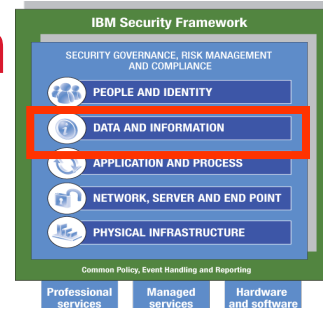 IBM Security Framework
SECURITY GOVERNANCE, RISK MANAGEMENT
AND COMPLIANCE
PEOPLE AND IDENTITY
DATA AND INFORMATION
APPLICATION AND PROCESS
NETWORK, SERVER AND END POINT
PHYSICAL INFRASTRUCTURE
Common Policy, Event Handling and Reporting
Professional services
Managed services
Hardware and software